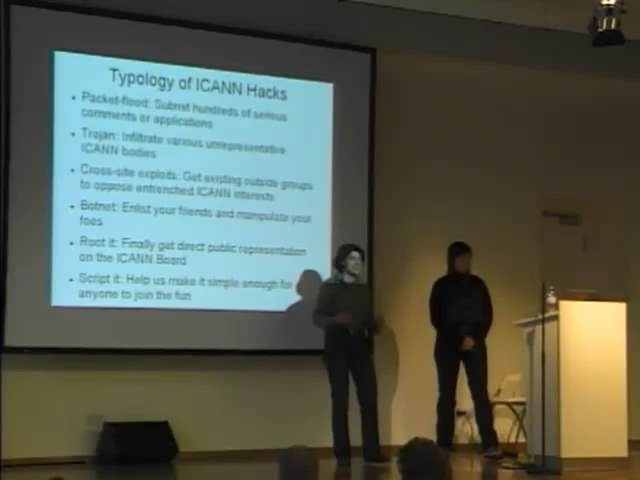 Typology of ICANN Hacks
• Packet-flood: Submit hundreds of serious
comments or applications
• Trojan: Infiltrate various unrepresentative
ICANN bodies
• Cross-site exploits: Get existing outside groups
to oppose entrenched ICANN interests
• Botnet: Enlist your friends and manipulate your
foes
• Root it: Finally get direct public representation
on the ICANN Board
• Script it: Help us make it simple enough for
anyone to join the fun